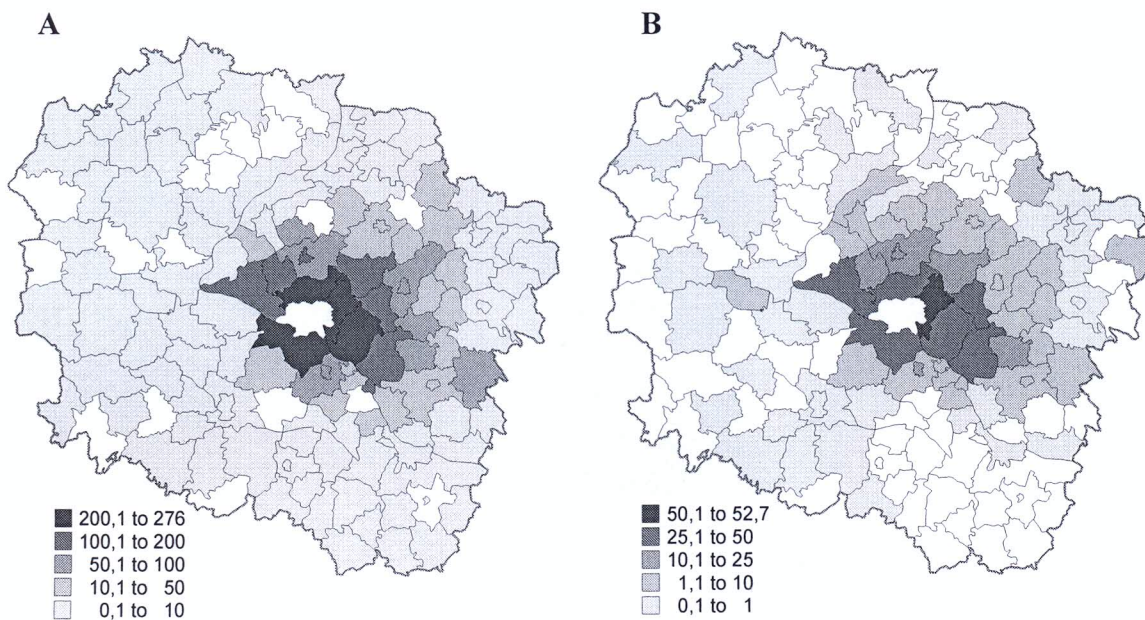 A
B
200,1 to 276
100,1 to 200
50,1 to 100
10,1 to 50
0,1 to 10
50,1 to 52,7
25,1 to 50
10,1 to 25
1,1 to 10
0,1 to 1